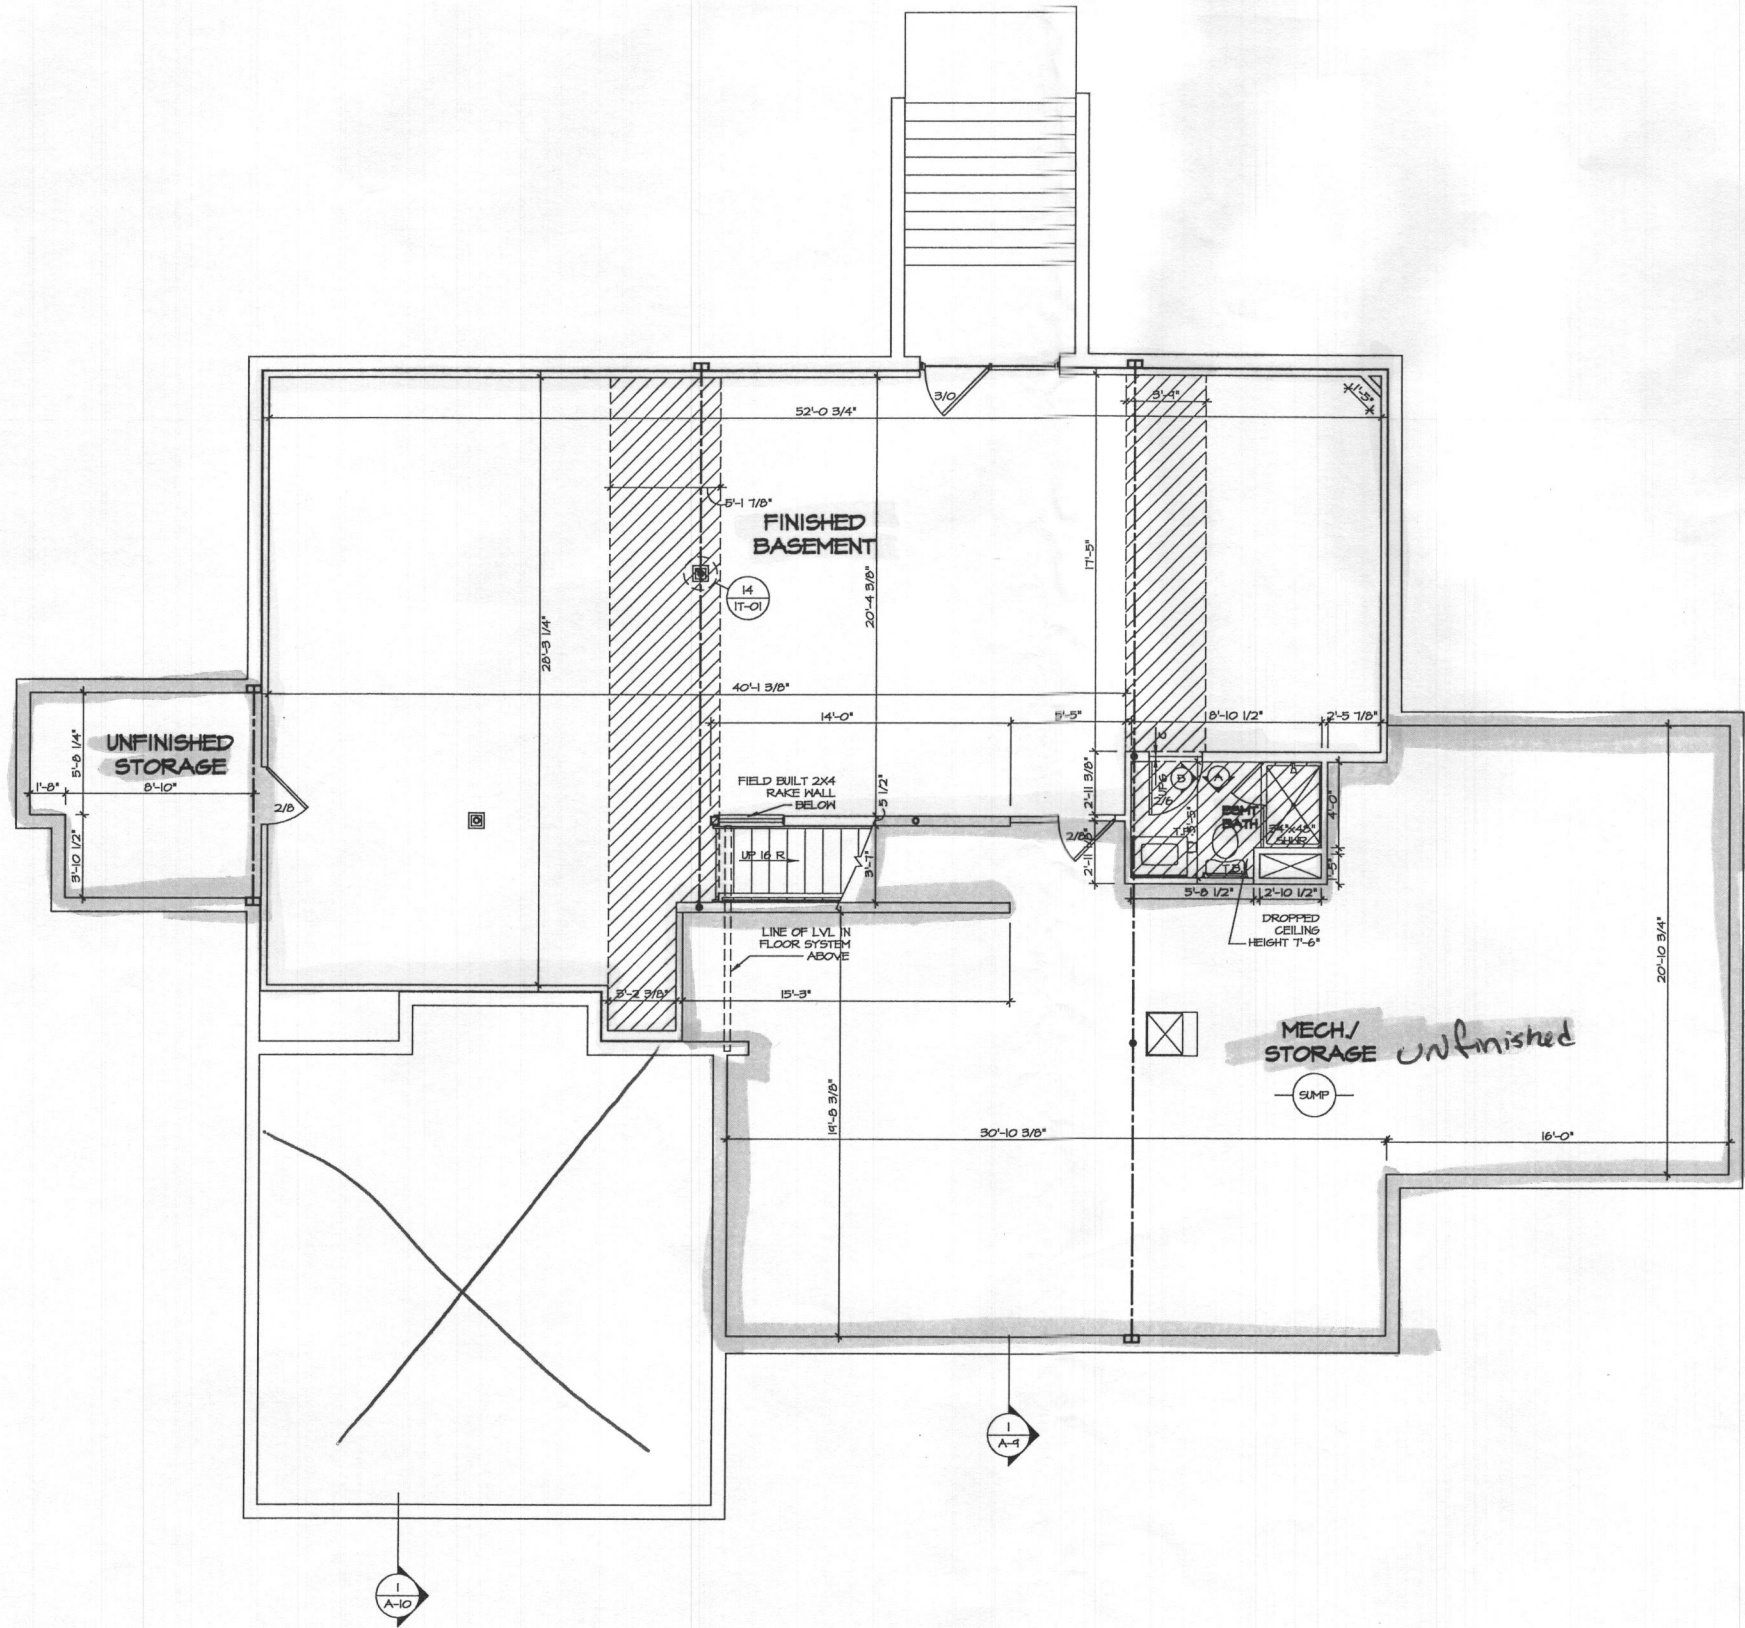 3/0
3'-9"
1'-5"
52'-0 3/4"
5'-1 7/8"
FINISHED
BASEMENT
14
1T-01
28'-3 1/4"
20'-4 3/8"
17'-5"
40'-1 3/8"
14'-0"
5'-5"
8'-10 1/2"
2'-5 7/8"
UNFINISHED
STORAGE
5'-8 1/4"
1'-8"
8'-10"
3'-10 1/2"
2/8
FIELD BUILT 2X4
RAKE WALL
BELOW
5 1/2"
2'-11 3/8"
B
A
2/6
BSMT
BATH
4'-0"
34"x48"
SHWR
UP 16 R
3'-7"
2/8
T.B.
5'-8 1/2"
2'-10 1/2"
1'-5"
DROPPED
CEILING
HEIGHT 7'-6"
LINE OF LVL IN
FLOOR SYSTEM
ABOVE
3'-2 3/8"
15'-3"
20'-10 3/4"
MECH./
STORAGE
UNfinished
SUMP
19'-8 3/8"
30'-10 3/8"
16'-0"
1
A-9
1
A-10